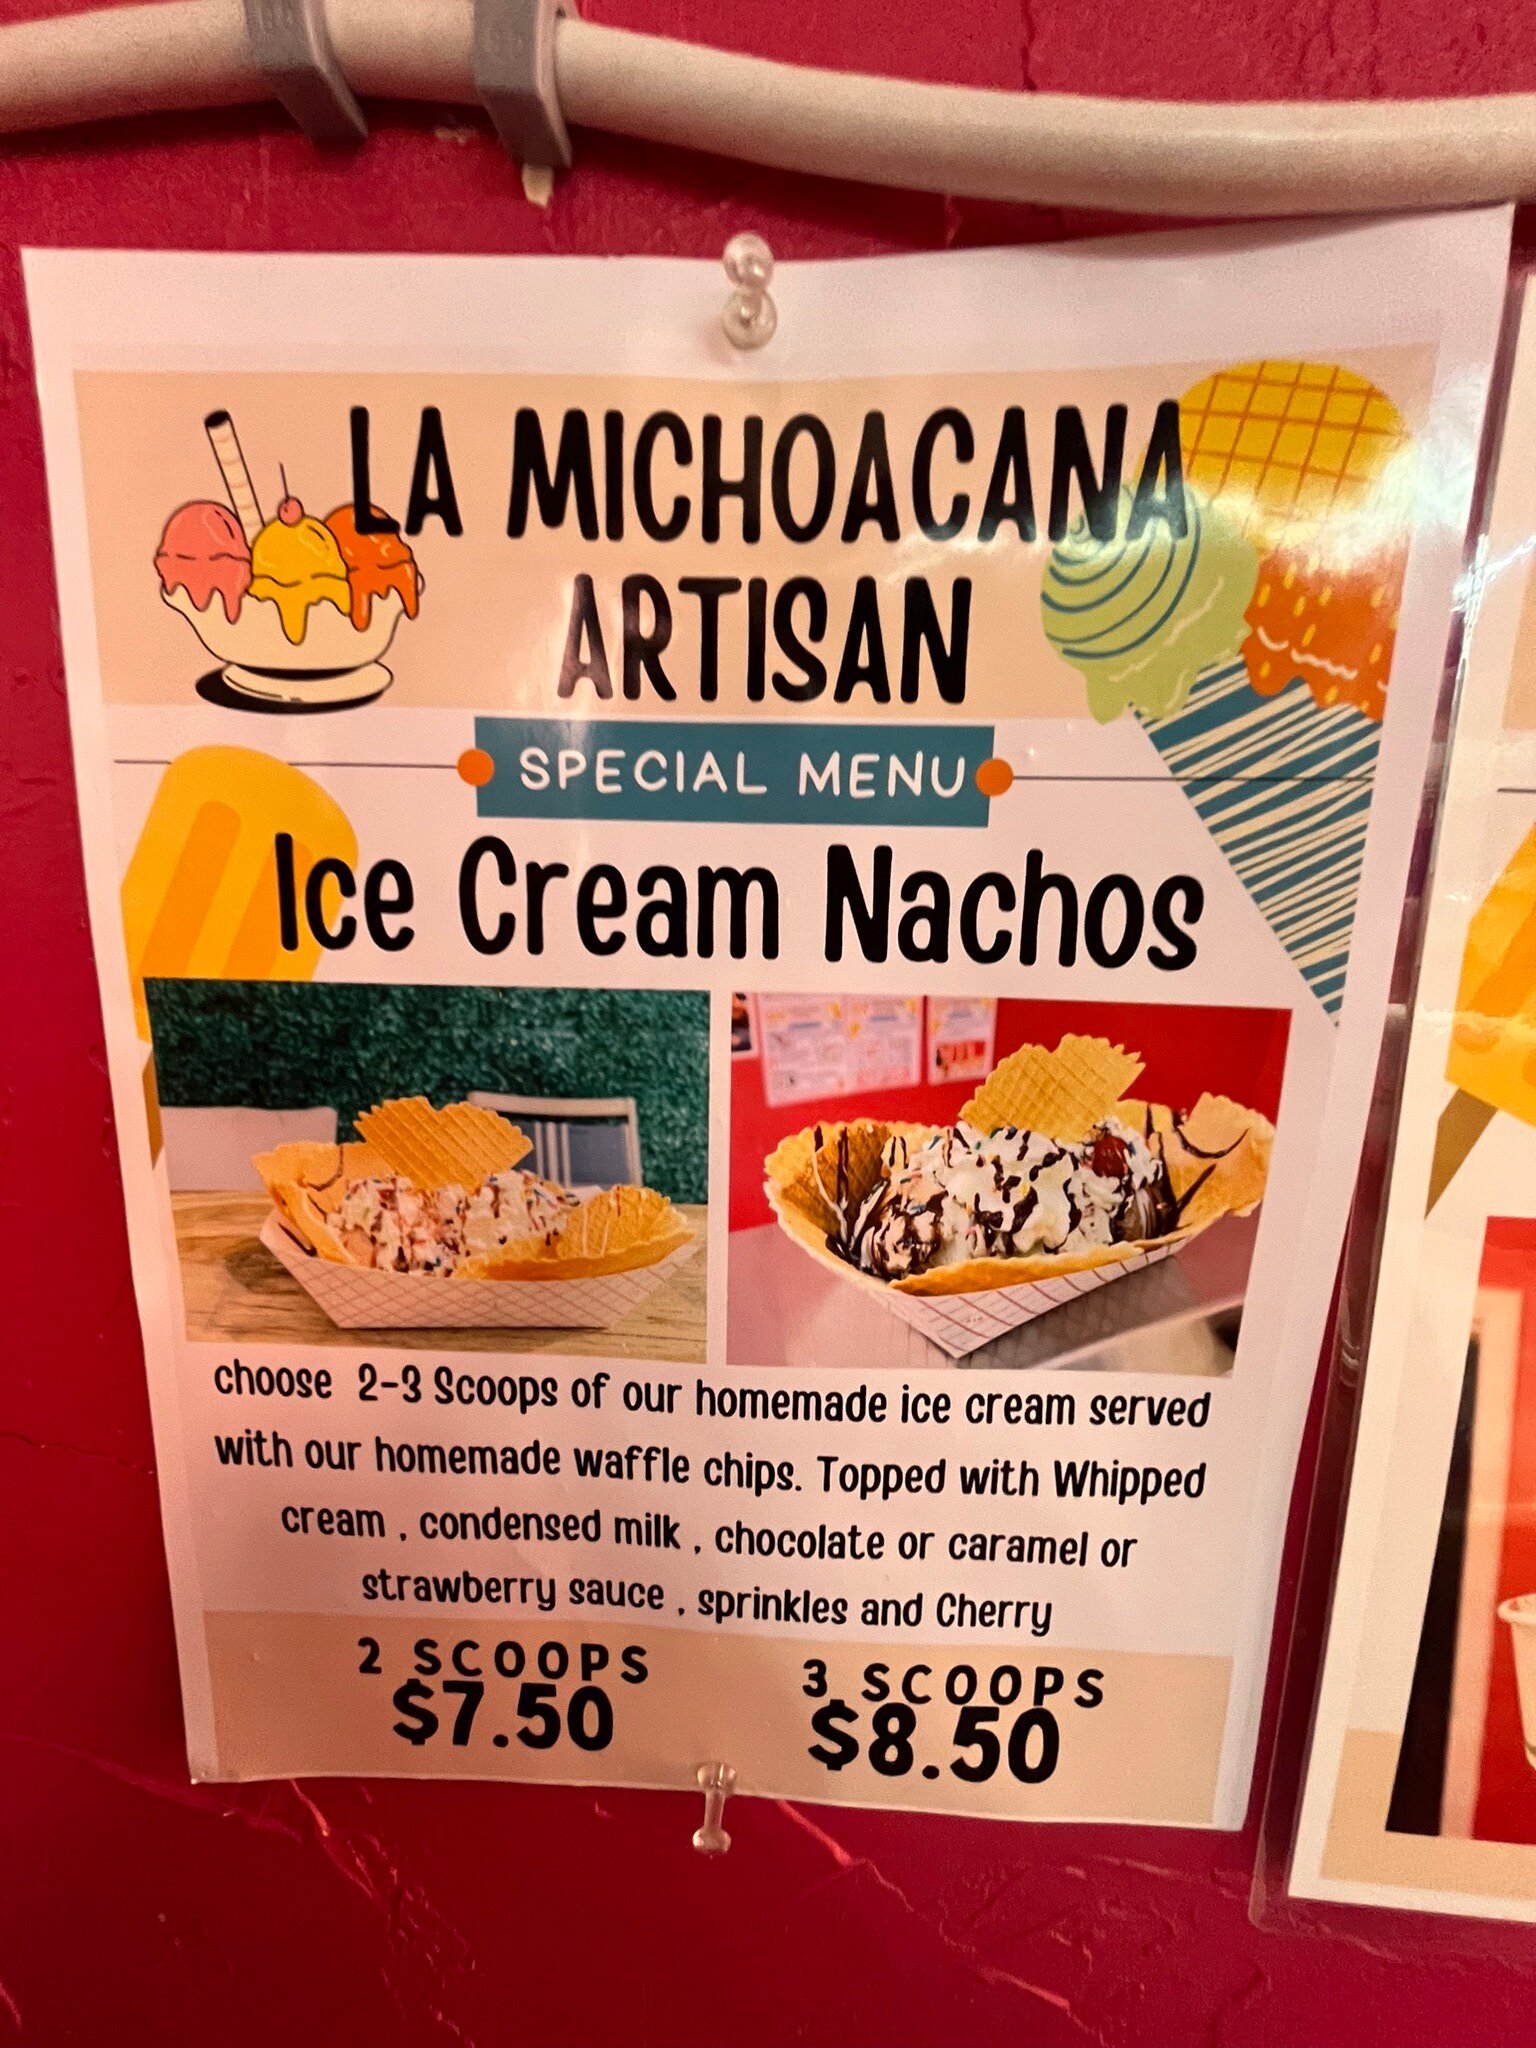 LA MICHOACANA
ARTISAN
SPECIAL MENU
Ice Cream Nachos
choose 2-3 Scoops of our homemade ice cream served
with our homemade waffle chips. Topped with Whipped
cream , condensed milk , chocolate or caramel or
strawberry sauce , sprinkles and Cherry
2 SCOOPS
$7.50
3 SCOOPS
$8.50